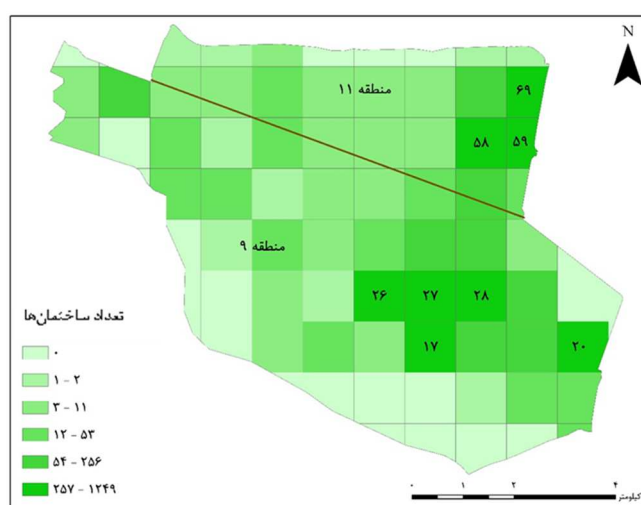 N
منطقه ۱۱
۶۹
۵۸
۵۹
منطقه ۹
۲۶
۲۷
۲۸
۱۷
۲۰
تعداد ساختمان‌ها
۰
۱ - ۲
۳ - ۱۱
۱۲ - ۵۳
۵۴ - ۲۵۶
۲۵۷ - ۱۲۴۹
۰ ۱ ۲ ۴
کیلومتر